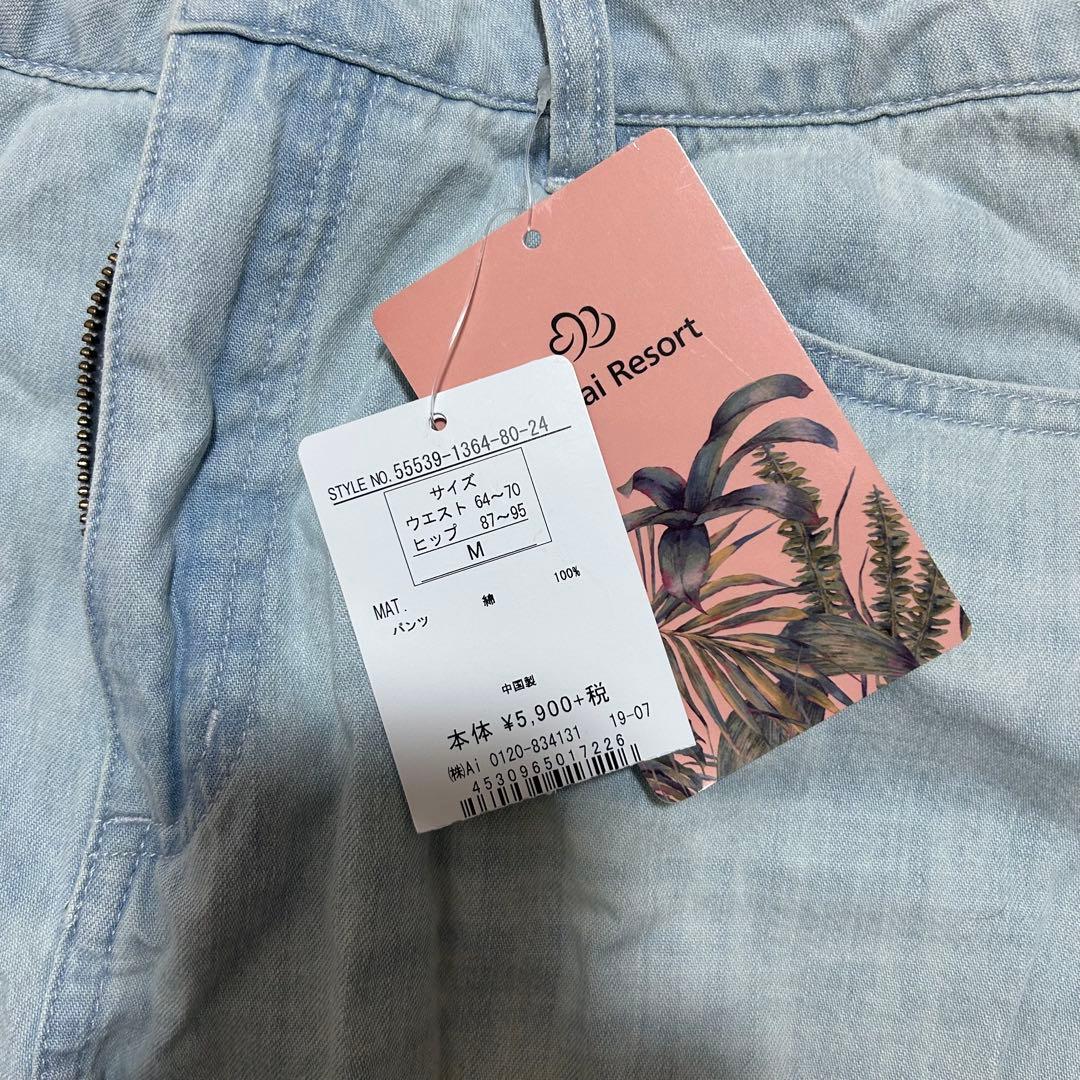 ai Resort
STYLE NO. 55539-1364-80-24
サイズ
ウエスト 64～70
ヒップ 87～95
M
MAT. 綿 100%
パンツ
中国製
本体 ¥5,900+税
㈱Ai 0120-834131 19-07
4530965017226